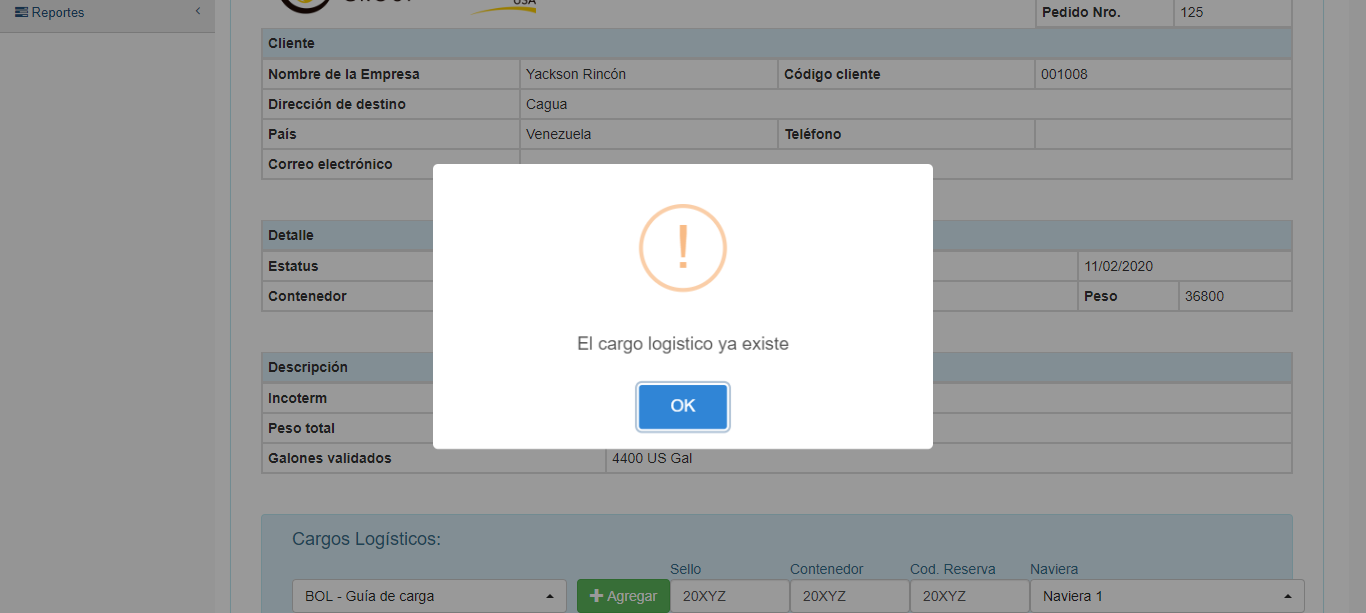 Reportes
USA
Pedido Nro. 125
Cliente
Nombre de la Empresa Yackson Rincón Código cliente 001008
Dirección de destino Cagua
País Venezuela Teléfono
Correo electrónico
Detalle
Estatus 11/02/2020
Contenedor Peso 36800
El cargo logistico ya existe
OK
Descripción
Incoterm
Peso total
Galones validados 4400 US Gal
Cargos Logísticos:
Sello Contenedor Cod. Reserva Naviera
BOL - Guía de carga Agregar 20XYZ 20XYZ 20XYZ Naviera 1